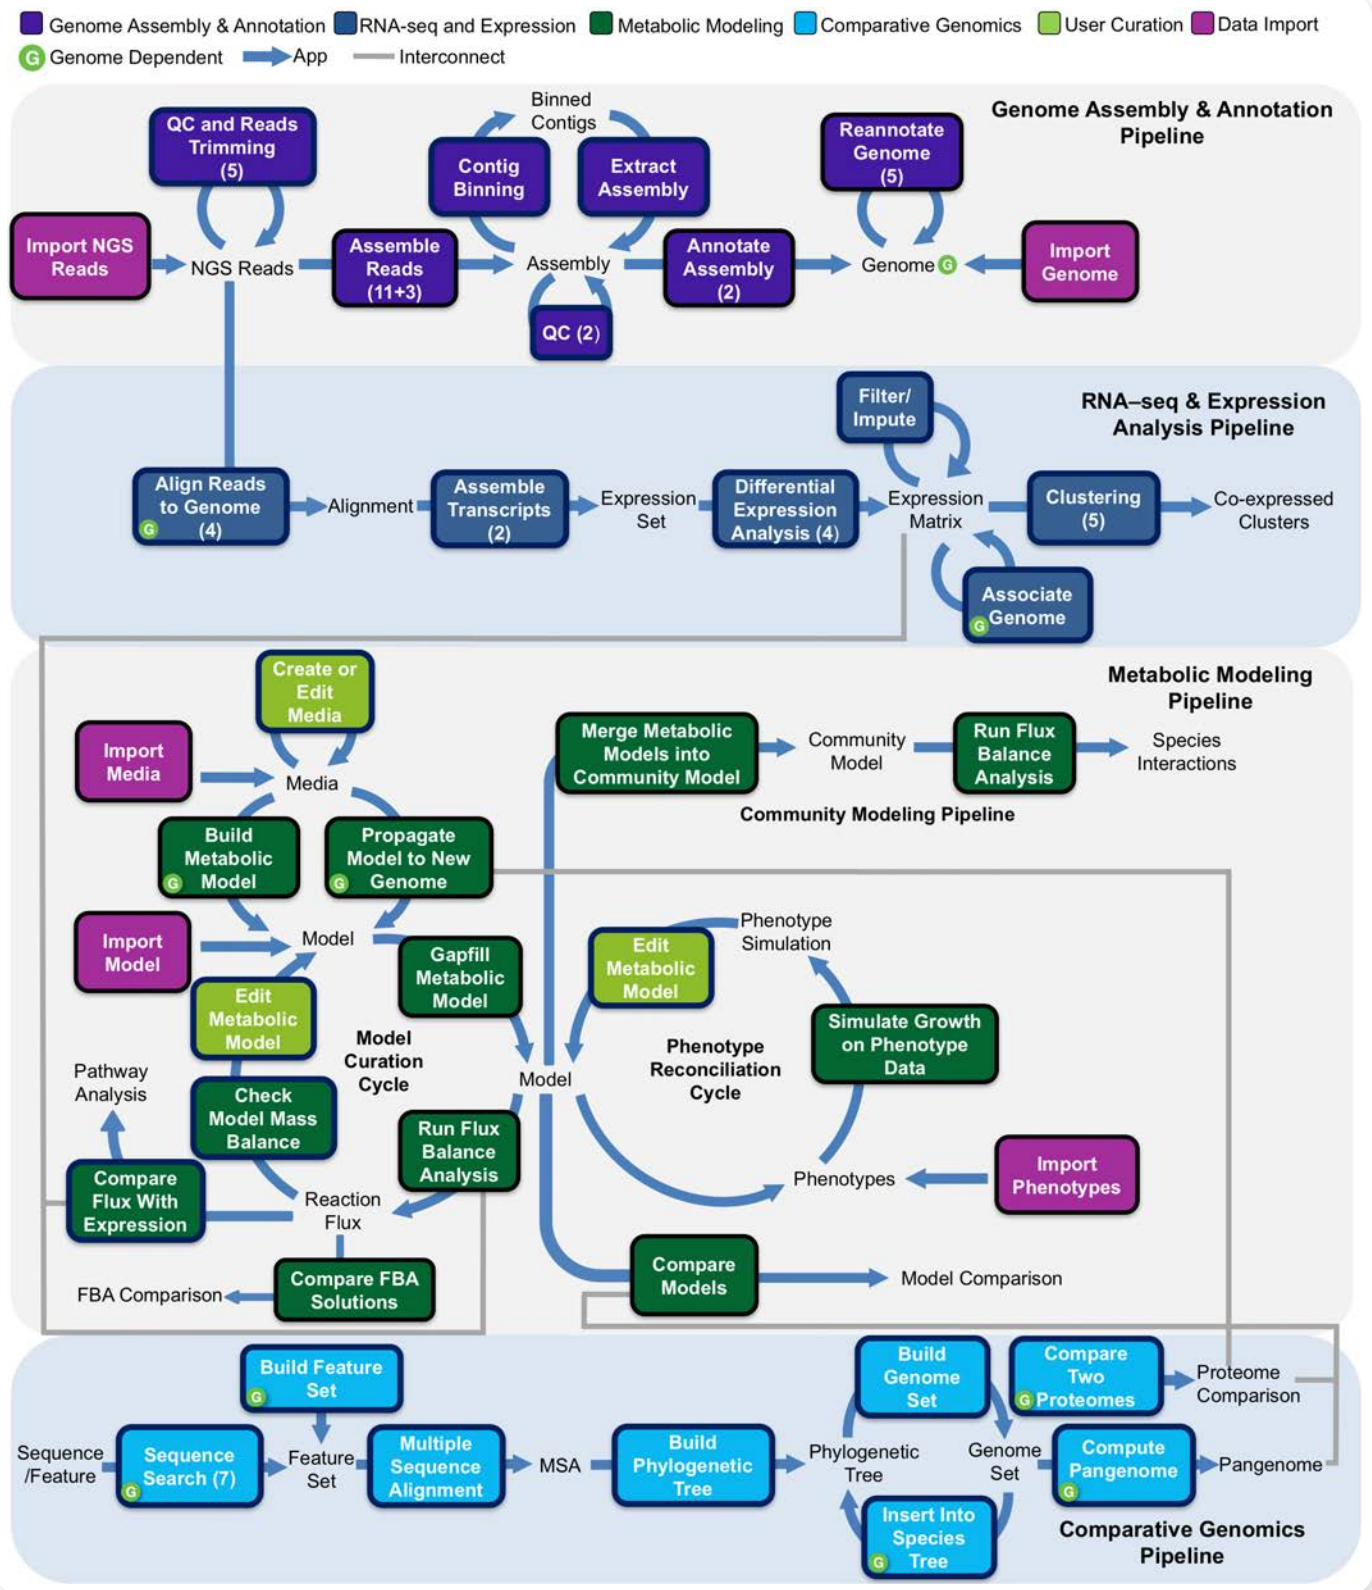 Genome Assembly & Annotation
RNA-seq and Expression
Metabolic Modeling
Comparative Genomics
User Curation
Data Import
G Genome Dependent
App
Interconnect
Genome Assembly & Annotation
Pipeline
QC and Reads
Trimming
(5)
Binned
Contigs
Contig
Binning
Extract
Assembly
Reannotate
Genome
(5)
Import NGS
Reads
NGS Reads
Assemble
Reads
(11+3)
Assembly
Annotate
Assembly
(2)
Genome G
Import
Genome
QC (2)
RNA–seq & Expression
Analysis Pipeline
Filter/
Impute
Align Reads
to Genome
G (4)
Alignment
Assemble
Transcripts
(2)
Expression
Set
Differential
Expression
Analysis (4)
Expression
Matrix
Clustering
(5)
Co-expressed
Clusters
Associate
G Genome
Metabolic Modeling
Pipeline
Create or
Edit
Media
Import
Media
Media
Merge Metabolic
Models into
Community Model
Community
Model
Run Flux
Balance
Analysis
Species
Interactions
Community Modeling Pipeline
Build
Metabolic
G Model
Propagate
Model to New
G Genome
Import
Model
Model
Gapfill
Metabolic
Model
Edit
Metabolic
Model
Phenotype
Simulation
Edit
Metabolic
Model
Model
Curation
Cycle
Phenotype
Reconciliation
Cycle
Simulate Growth
on Phenotype
Data
Pathway
Analysis
Check
Model Mass
Balance
Model
Run Flux
Balance
Analysis
Compare
Flux With
Expression
Reaction
Flux
Phenotypes
Import
Phenotypes
FBA Comparison
Compare FBA
Solutions
Compare
Models
Model Comparison
Build Feature
G Set
Build
Genome
Set
Compare
Two
G Proteomes
Proteome
Comparison
Sequence
/Feature
Sequence
G Search (7)
Feature
Set
Multiple
Sequence
Alignment
MSA
Build
Phylogenetic
Tree
Phylogenetic
Tree
Genome
Set
Compute
Pangenome
G
Pangenome
Insert Into
Species
G Tree
Comparative Genomics
Pipeline